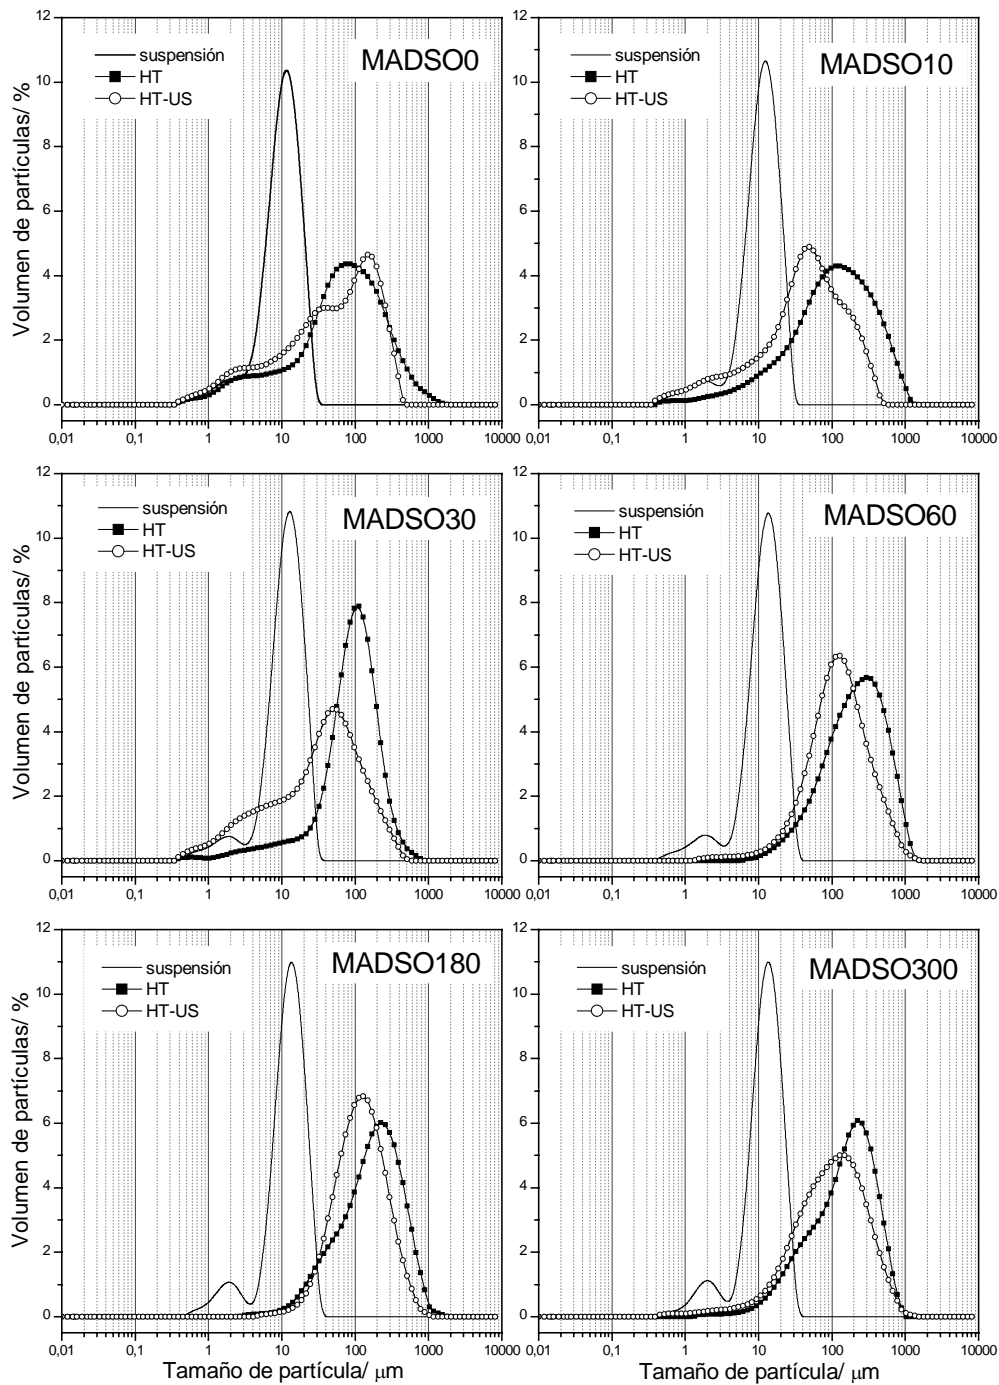 12
10
8
6
4
2
0
Volumen de partículas/ %
suspensión
HT
HT-US
MADSO0
0,01 0,1 1 10 100 1000 10000
12
10
8
6
4
2
0
suspensión
HT
HT-US
MADSO10
0,01 0,1 1 10 100 1000 10000
12
10
8
6
4
2
0
Volumen de partículas/ %
suspensión
HT
HT-US
MADSO30
0,01 0,1 1 10 100 1000 10000
12
10
8
6
4
2
0
suspensión
HT
HT-US
MADSO60
0,01 0,1 1 10 100 1000 10000
12
10
8
6
4
2
0
Volumen de partículas/ %
suspensión
HT
HT-US
MADSO180
0,01 0,1 1 10 100 1000 10000
Tamaño de partícula/ μm
12
10
8
6
4
2
0
suspensión
HT
HT-US
MADSO300
0,01 0,1 1 10 100 1000 10000
Tamaño de partícula/ μm